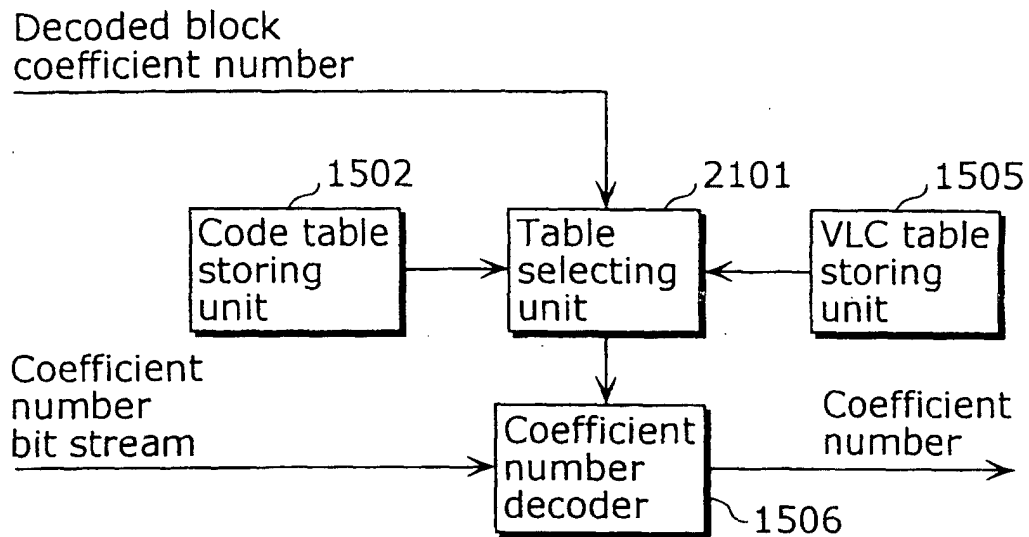 Decoded block
coefficient number
1502
2101
1505
Code table
storing
unit
Table
selecting
unit
VLC table
storing
unit
Coefficient
number
bit stream
Coefficient
number
decoder
Coefficient
number
1506